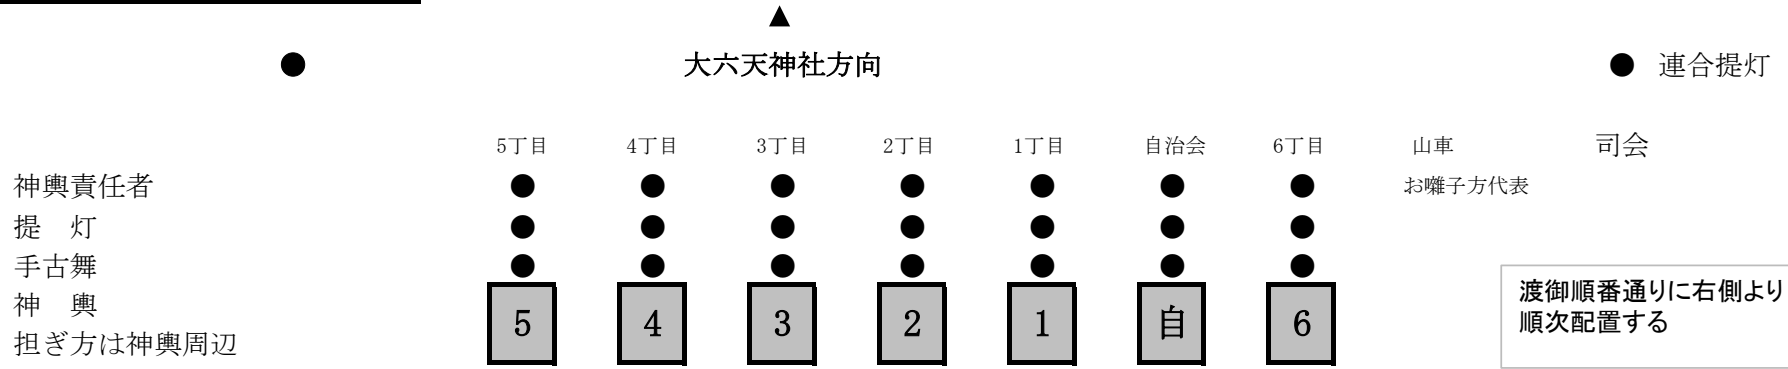 ▲
● 大六天神社方向 ● 連合提灯
5丁目 4丁目 3丁目 2丁目 1丁目 自治会 6丁目 山車 司会
神輿責任者 ● ● ● ● ● ● ● お囃子方代表
提　灯 ● ● ● ● ● ● ●
手古舞 ● ● ● ● ● ● ●
神　輿
5 4 3 2 1 自 6
担ぎ方は神輿周辺
渡御順番通りに右側より
順次配置する